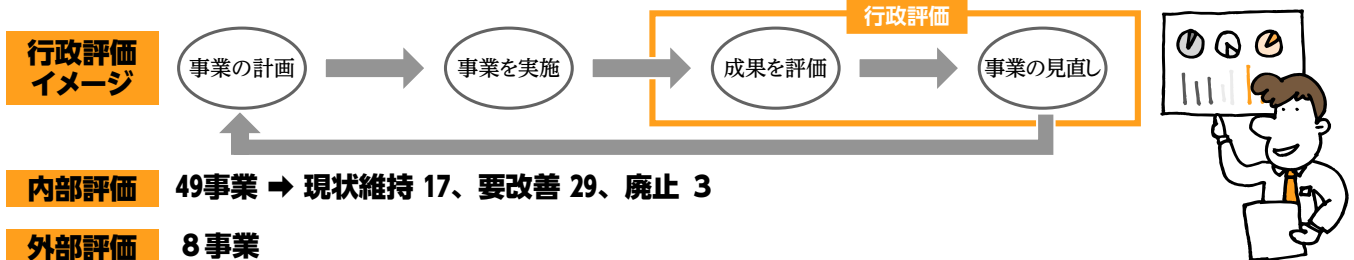 行政評価
行政評価
イメージ
事業の計画
事業を実施
成果を評価
事業の見直し
内部評価
49事業 ➡ 現状維持 17、要改善 29、廃止 3
外部評価
8事業